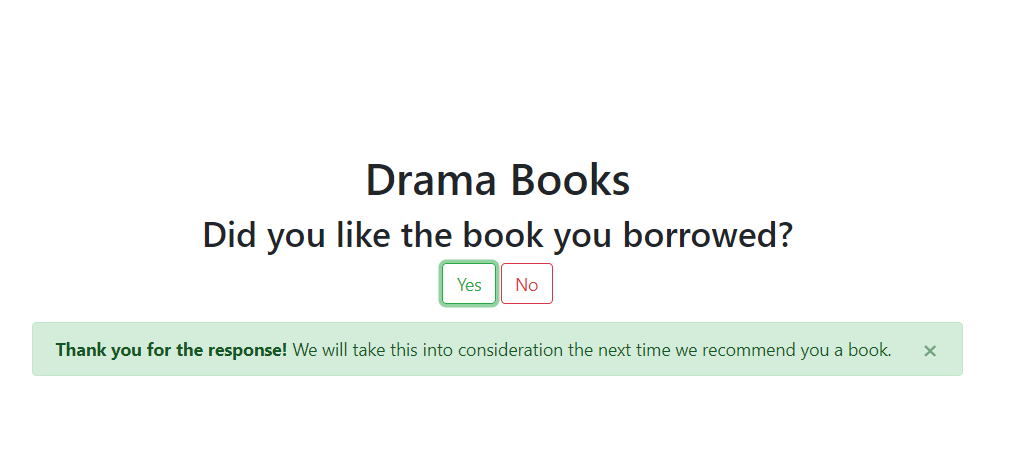 Drama Books
Did you like the book you borrowed?
Yes No
Thank you for the response! We will take this into consideration the next time we recommend you a book. ×